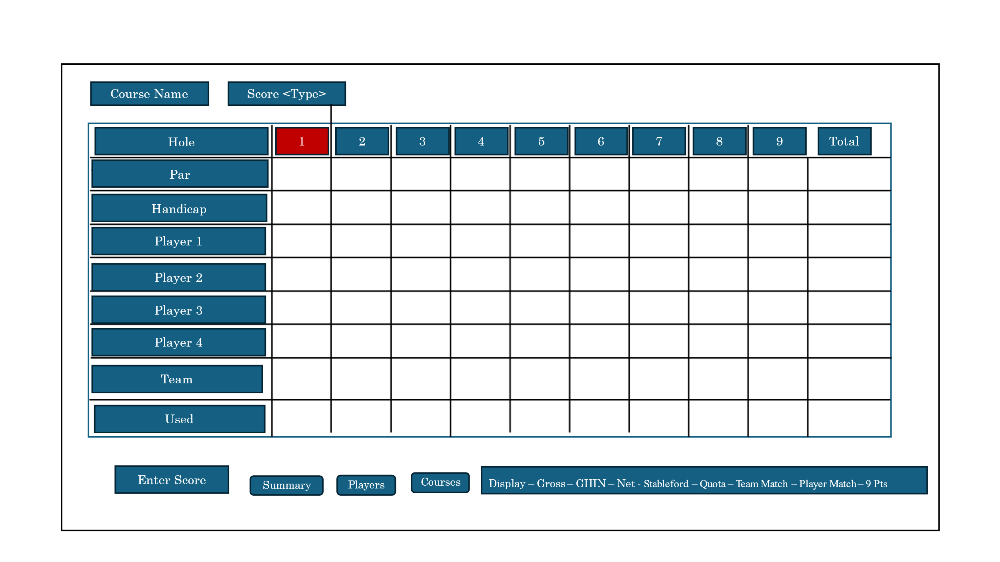 Course Name Score <Type>
Hole 1 2 3 4 5 6 7 8 9 Total
Par
Handicap
Player 1
Player 2
Player 3
Player 4
Team
Used
Enter Score Summary Players Courses Display – Gross – GHIN – Net - Stableford – Quota – Team Match – Player Match – 9 Pts